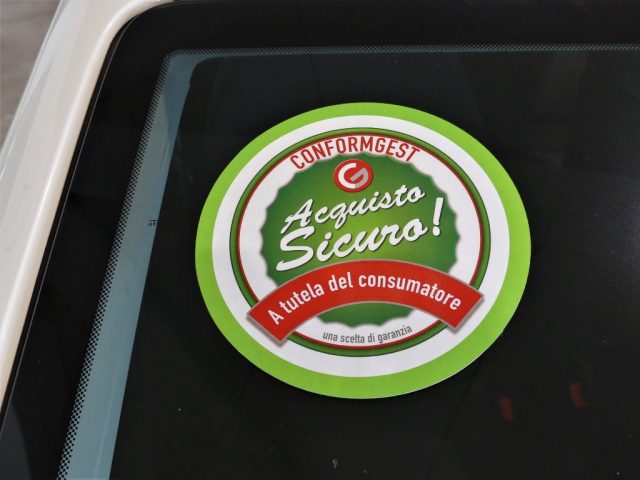 CONFORMGEST
Acquisto
Sicuro!
A tutela del consumatore
una scelta di garanzia